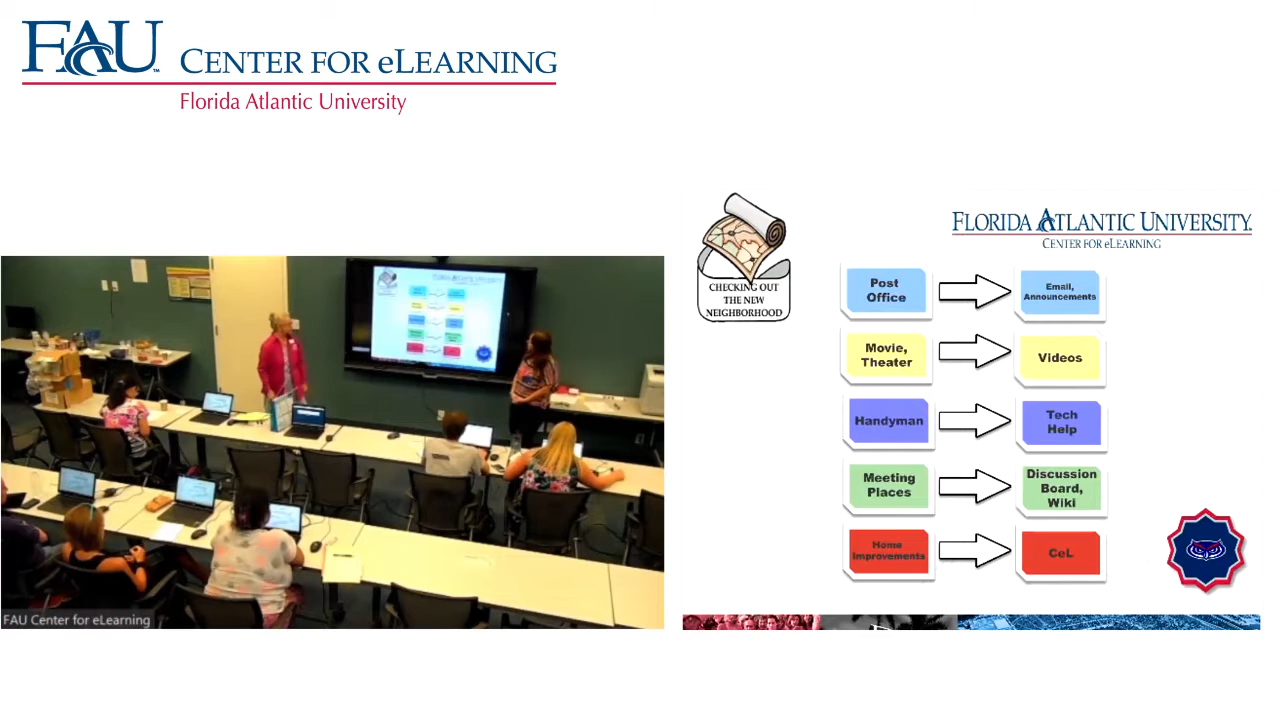 FAU CENTER FOR eLEARNING
Florida Atlantic University
CHECKING OUT
THE NEW
NEIGHBORHOOD
FLORIDA ATLANTIC UNIVERSITY.
CENTER FOR eLEARNING
Post
Office
Email,
Announcements
Movie,
Theater
Videos
Handyman
Tech
Help
Meeting
Places
Discussion
Board,
Wiki
Home
Improvements
CeL
FAU Center for eLearning